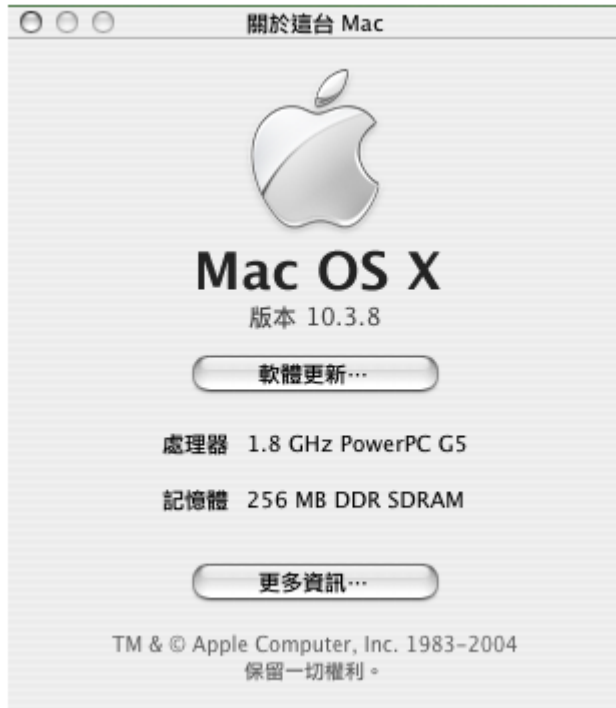 關於這台 Mac
Mac OS X
版本 10.3.8
軟體更新⋯
處理器 1.8 GHz PowerPC G5
記憶體 256 MB DDR SDRAM
更多資訊⋯
TM & © Apple Computer, Inc. 1983–2004
保留一切權利。